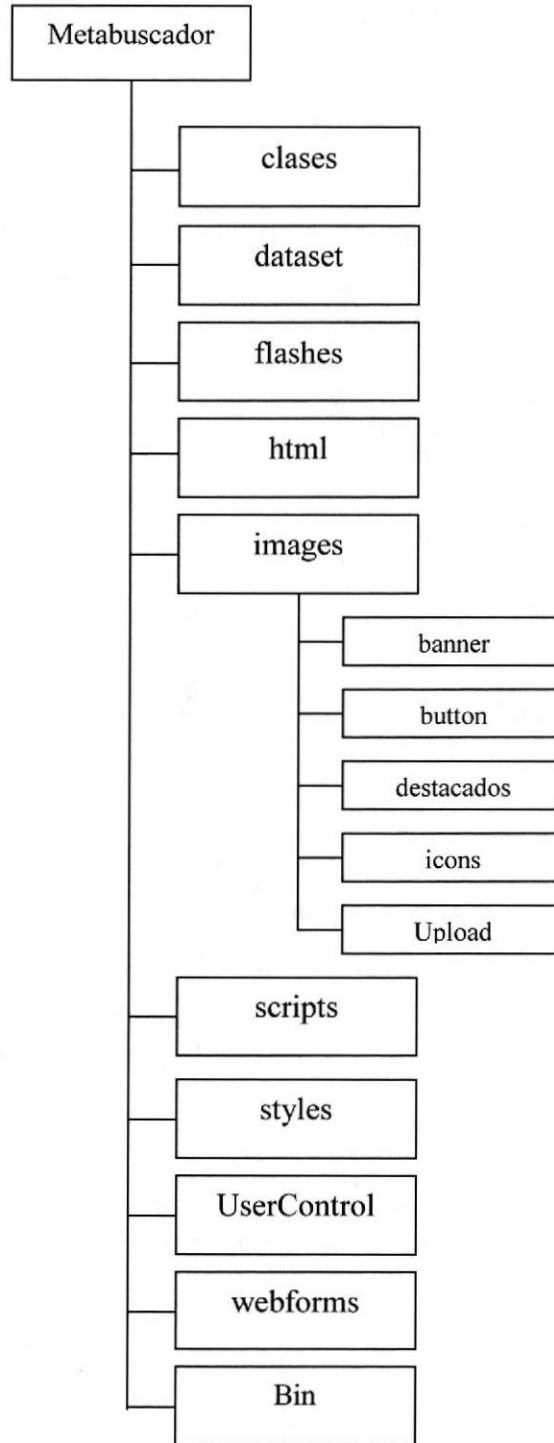 Metabuscador
clases
dataset
flashes
html
images
banner
button
destacados
icons
Upload
scripts
styles
UserControl
webforms
Bin